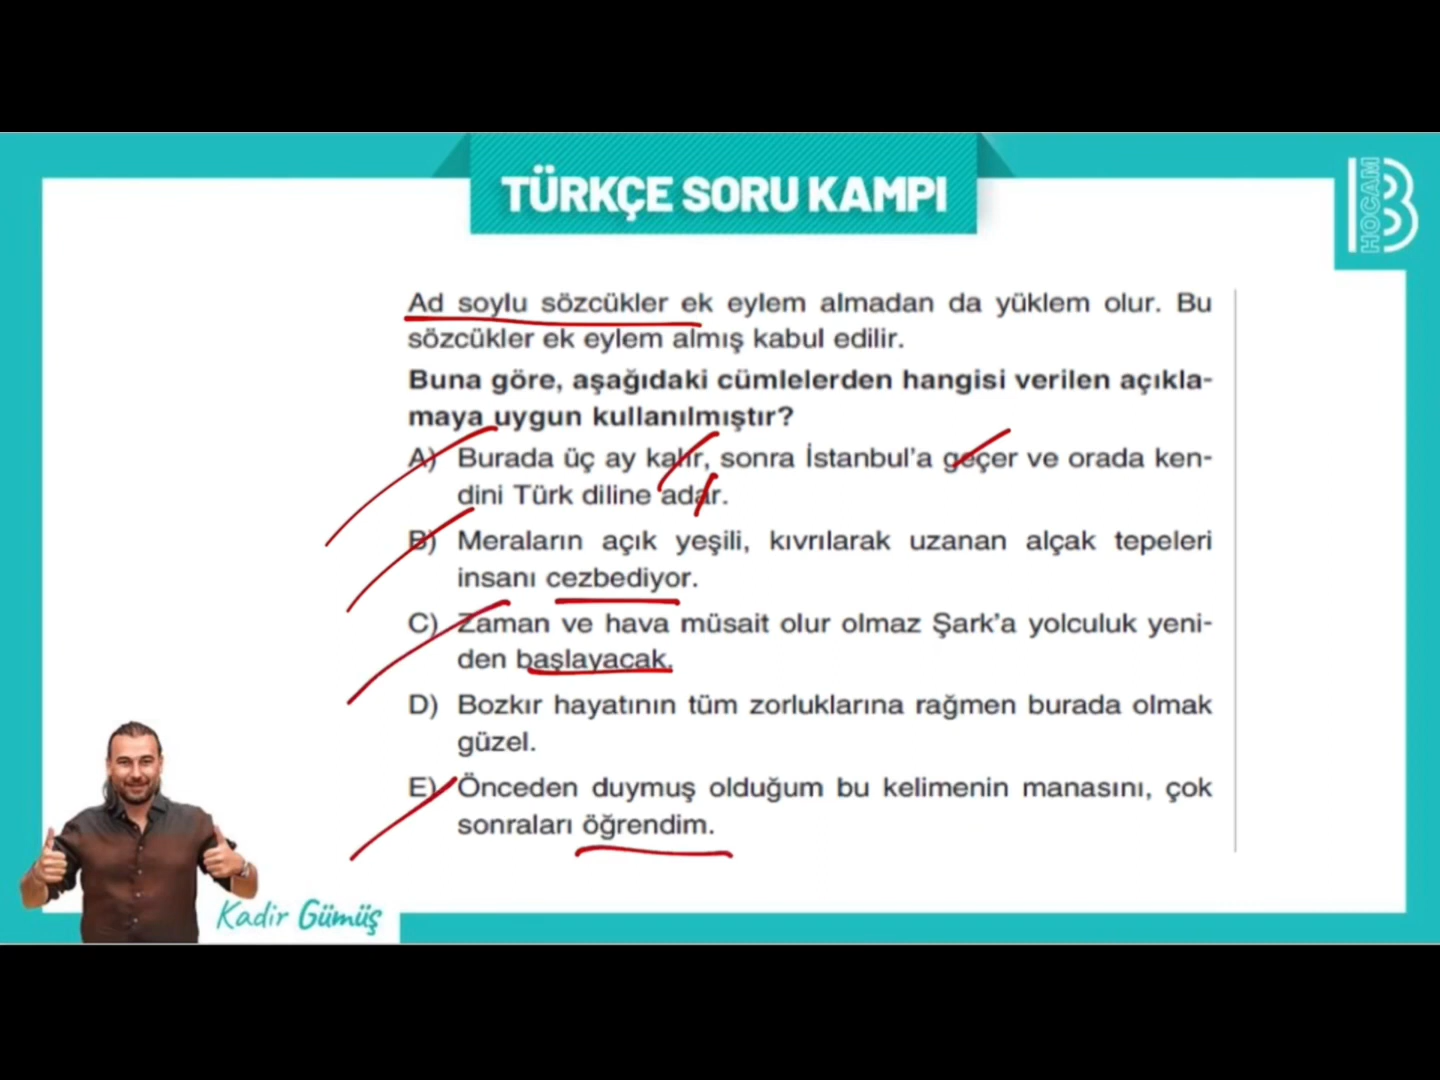 TÜRKÇE SORU KAMPI
B HOCAM
Ad soylu sözcükler ek eylem almadan da yüklem olur. Bu
sözcükler ek eylem almış kabul edilir.
Buna göre, aşağıdaki cümlelerden hangisi verilen açıkla-
maya uygun kullanılmıştır?
A) Burada üç ay kalır, sonra İstanbul'a geçer ve orada ken-
dini Türk diline adar.
B) Meraların açık yeşili, kıvrılarak uzanan alçak tepeleri
insanı cezbediyor.
C) Zaman ve hava müsait olur olmaz Şark'a yolculuk yeni-
den başlayacak.
D) Bozkır hayatının tüm zorluklarına rağmen burada olmak
güzel.
E) Önceden duymuş olduğum bu kelimenin manasını, çok
sonraları öğrendim.
Kadir Gümüş